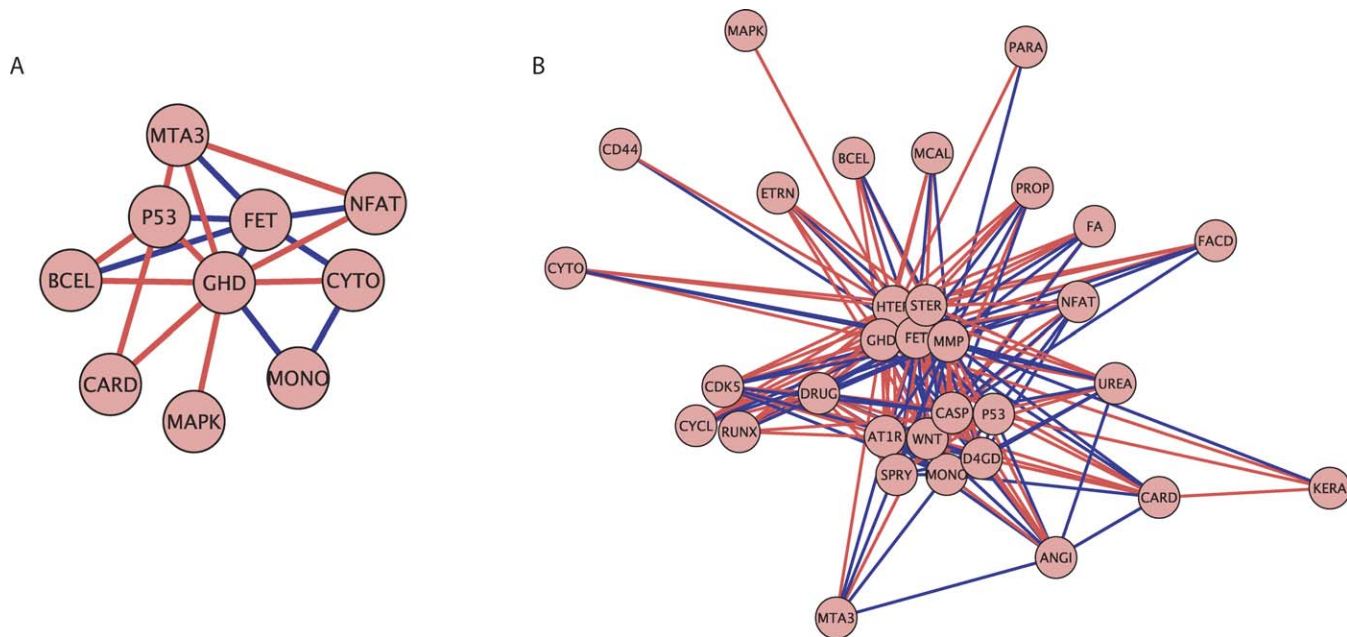 A
MTA3
P53
FET
NFAT
BCEL
GHD
CYTO
CARD
MAPK
MONO
B
MAPK
PARA
CD44
BCEL
MCAL
ETRN
PROP
FA
FACD
CYTO
NFAT
STER
GHD
FET
MMP
CDK5
DRUG
UREA
CYCL
RUNX
CASP
P53
AT1R
WNT
D4GD
SPRY
MONO
CARD
KERA
ANGI
MTA3